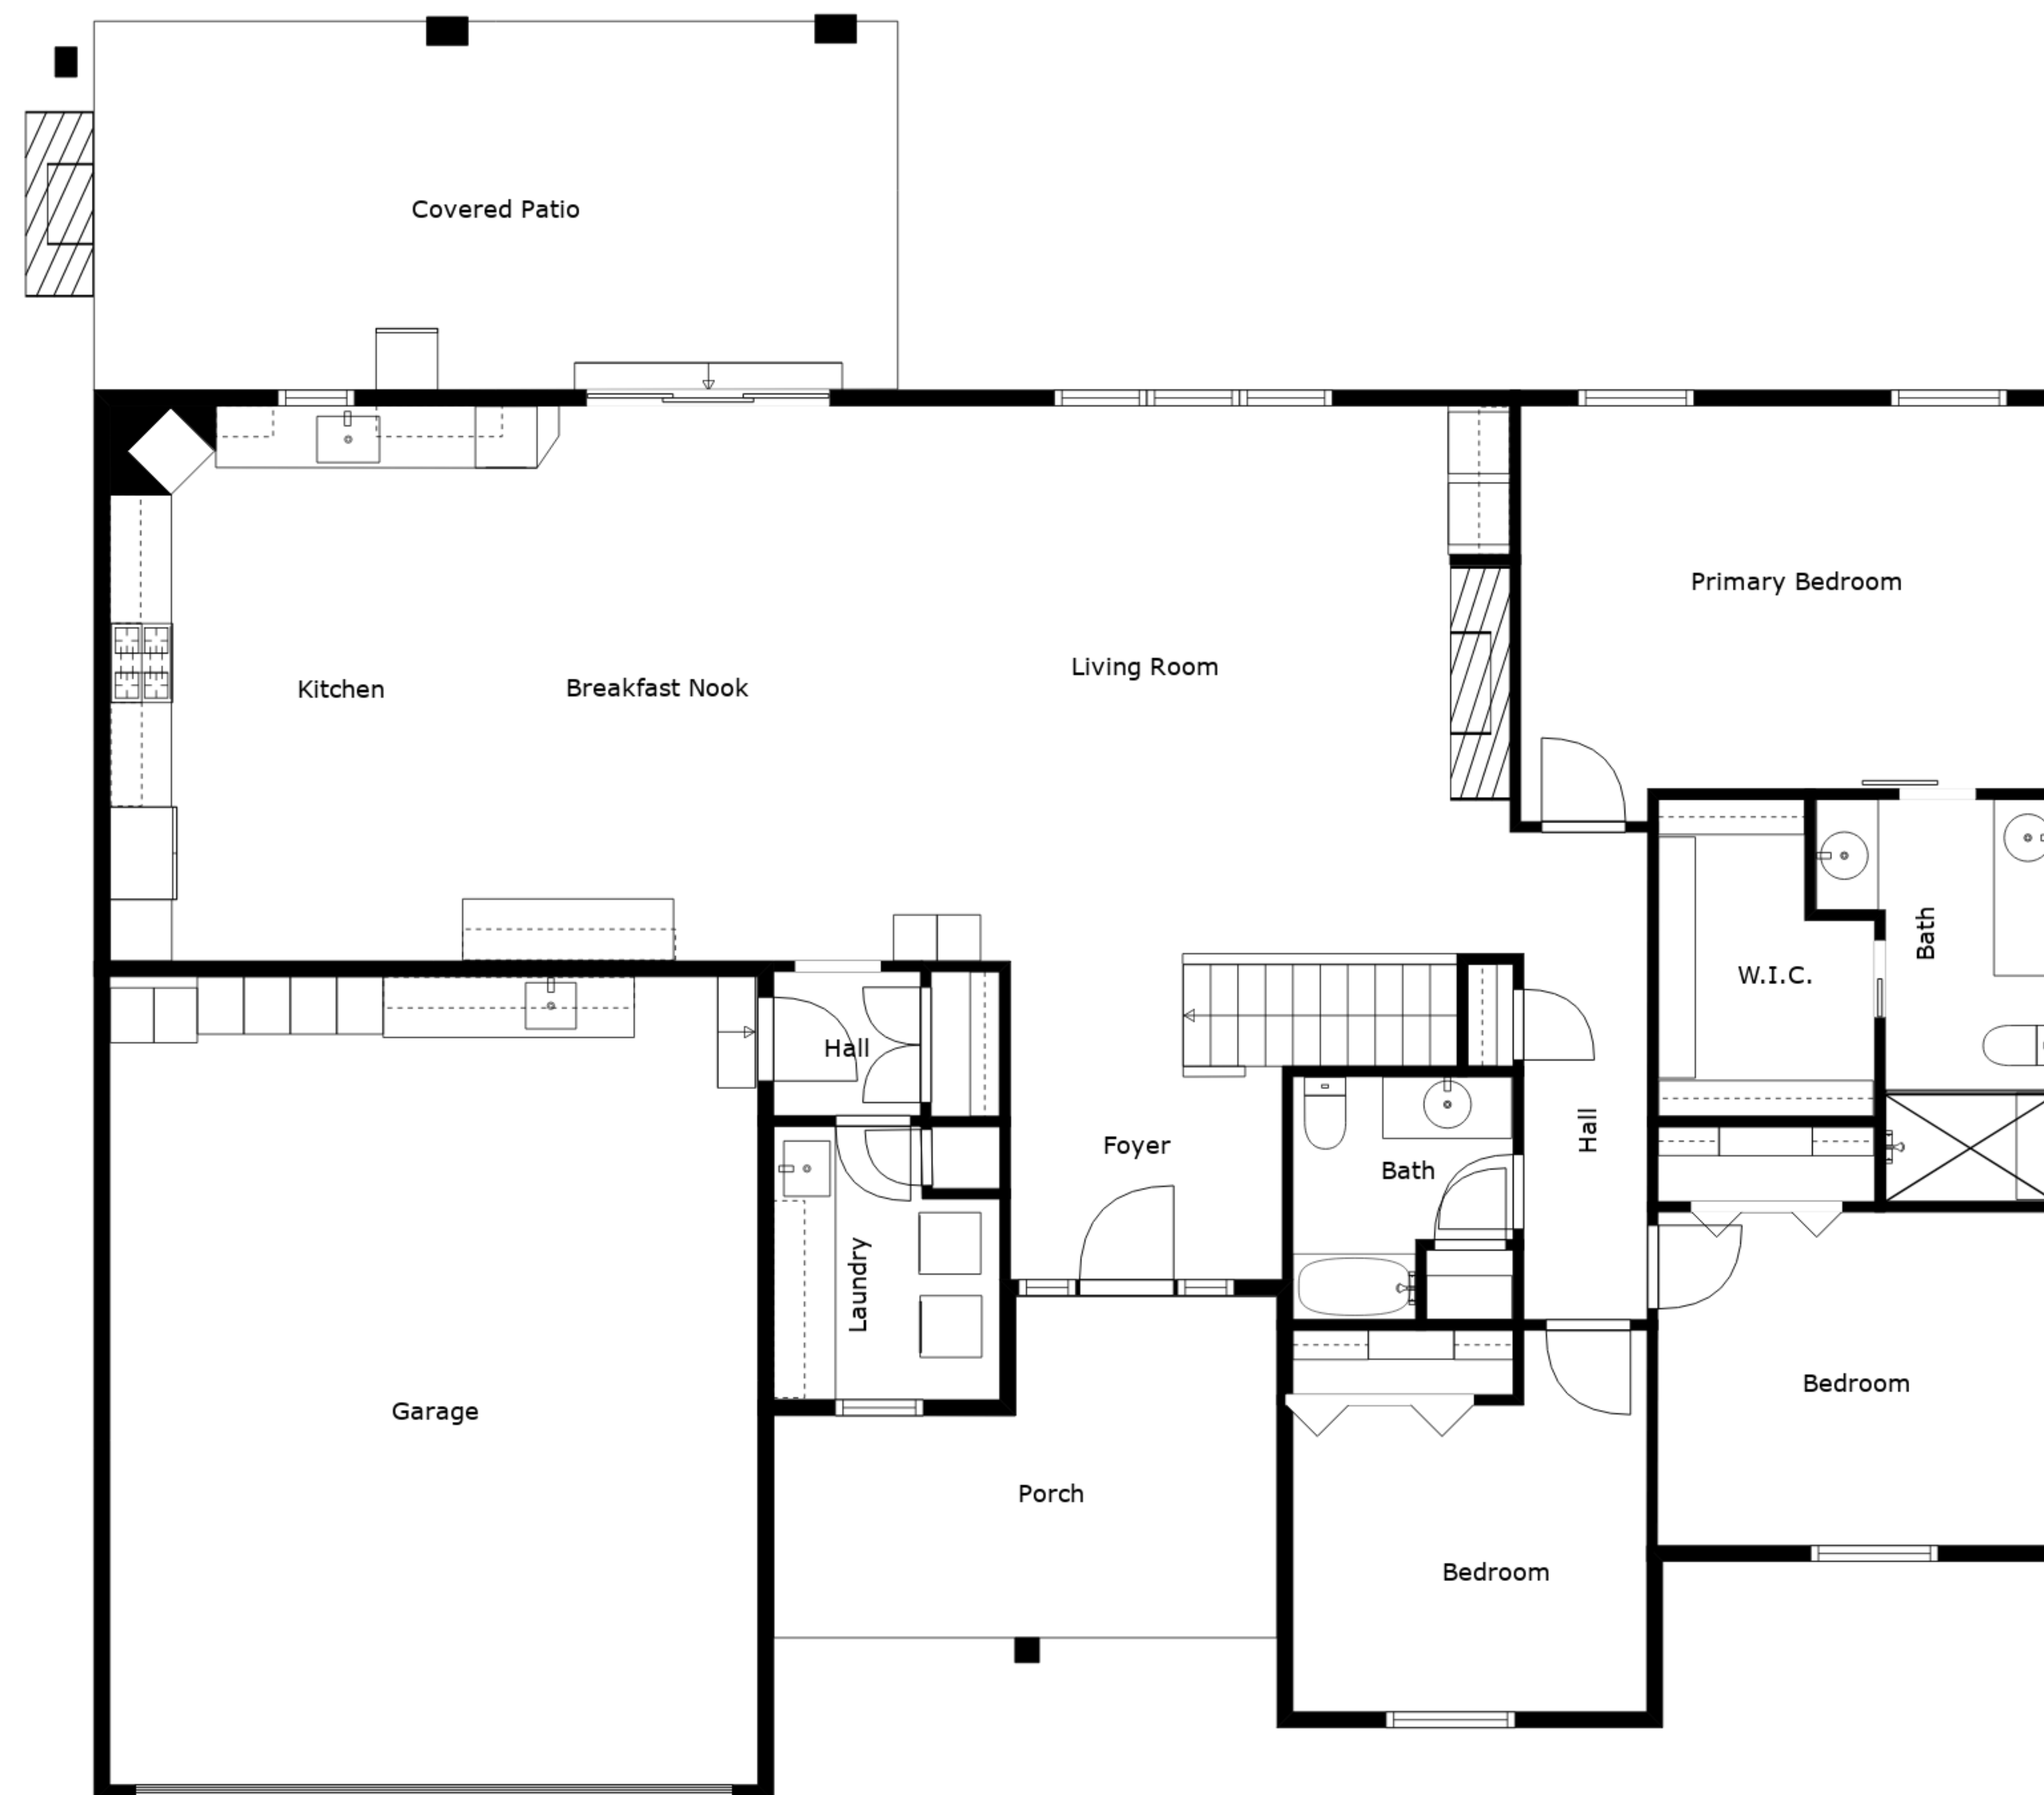 Covered Patio
Primary Bedroom
Living Room
Kitchen
Breakfast Nook
Bath
W.I.C.
Hall
Hall
Foyer
Bath
Laundry
Bedroom
Garage
Porch
Bedroom